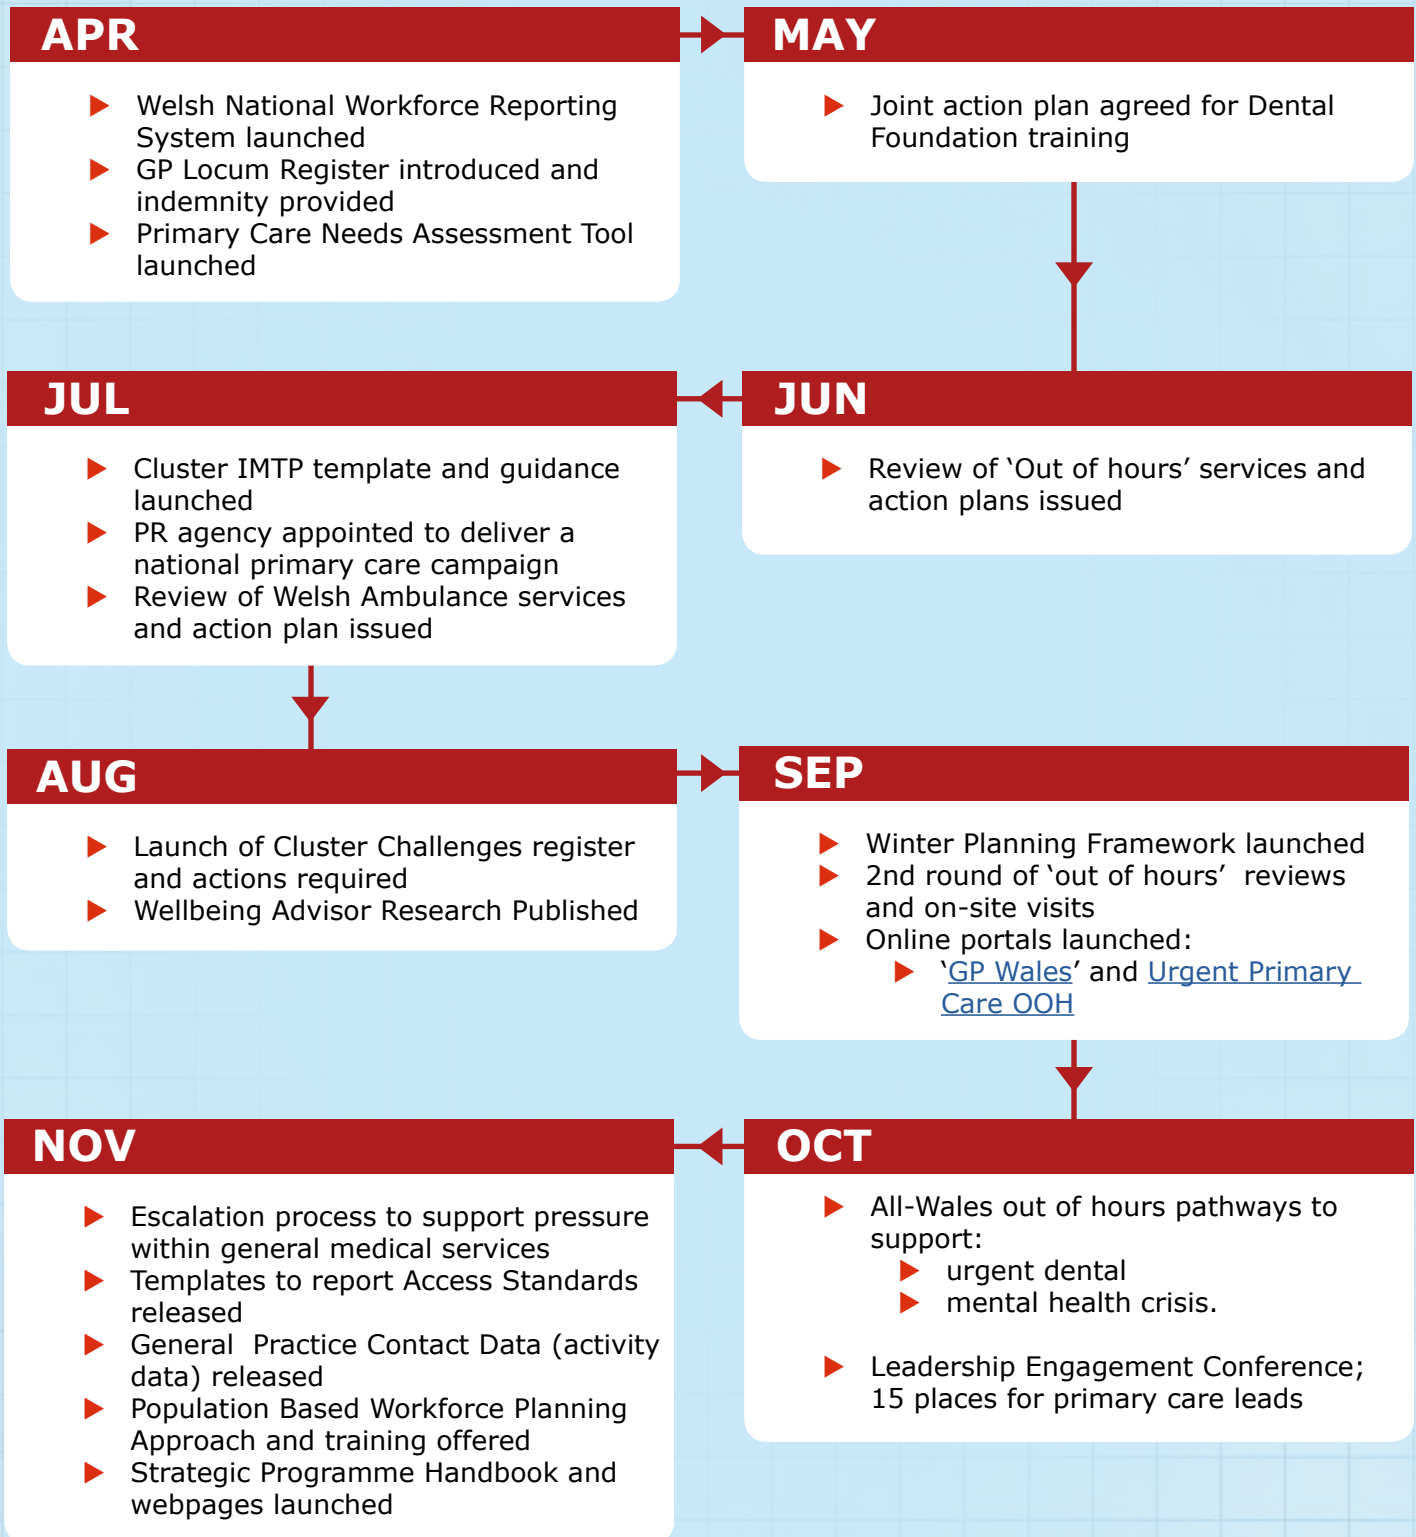 APR
Welsh National Workforce Reporting
System launched
GP Locum Register introduced and
indemnity provided
Primary Care Needs Assessment Tool
launched
MAY
Joint action plan agreed for Dental
Foundation training
JUN
Review of ‘Out of hours’ services and
action plans issued
JUL
Cluster IMTP template and guidance
launched
PR agency appointed to deliver a
national primary care campaign
Review of Welsh Ambulance services
and action plan issued
AUG
Launch of Cluster Challenges register
and actions required
Wellbeing Advisor Research Published
SEP
Winter Planning Framework launched
2nd round of ‘out of hours’  reviews
and on-site visits
Online portals launched:
‘GP Wales’ and Urgent Primary
Care OOH
OCT
All-Wales out of hours pathways to
support:
urgent dental
mental health crisis.
Leadership Engagement Conference;
15 places for primary care leads
NOV
Escalation process to support pressure
within general medical services
Templates to report Access Standards
released
General  Practice Contact Data (activity
data) released
Population Based Workforce Planning
Approach and training offered
Strategic Programme Handbook and
webpages launched